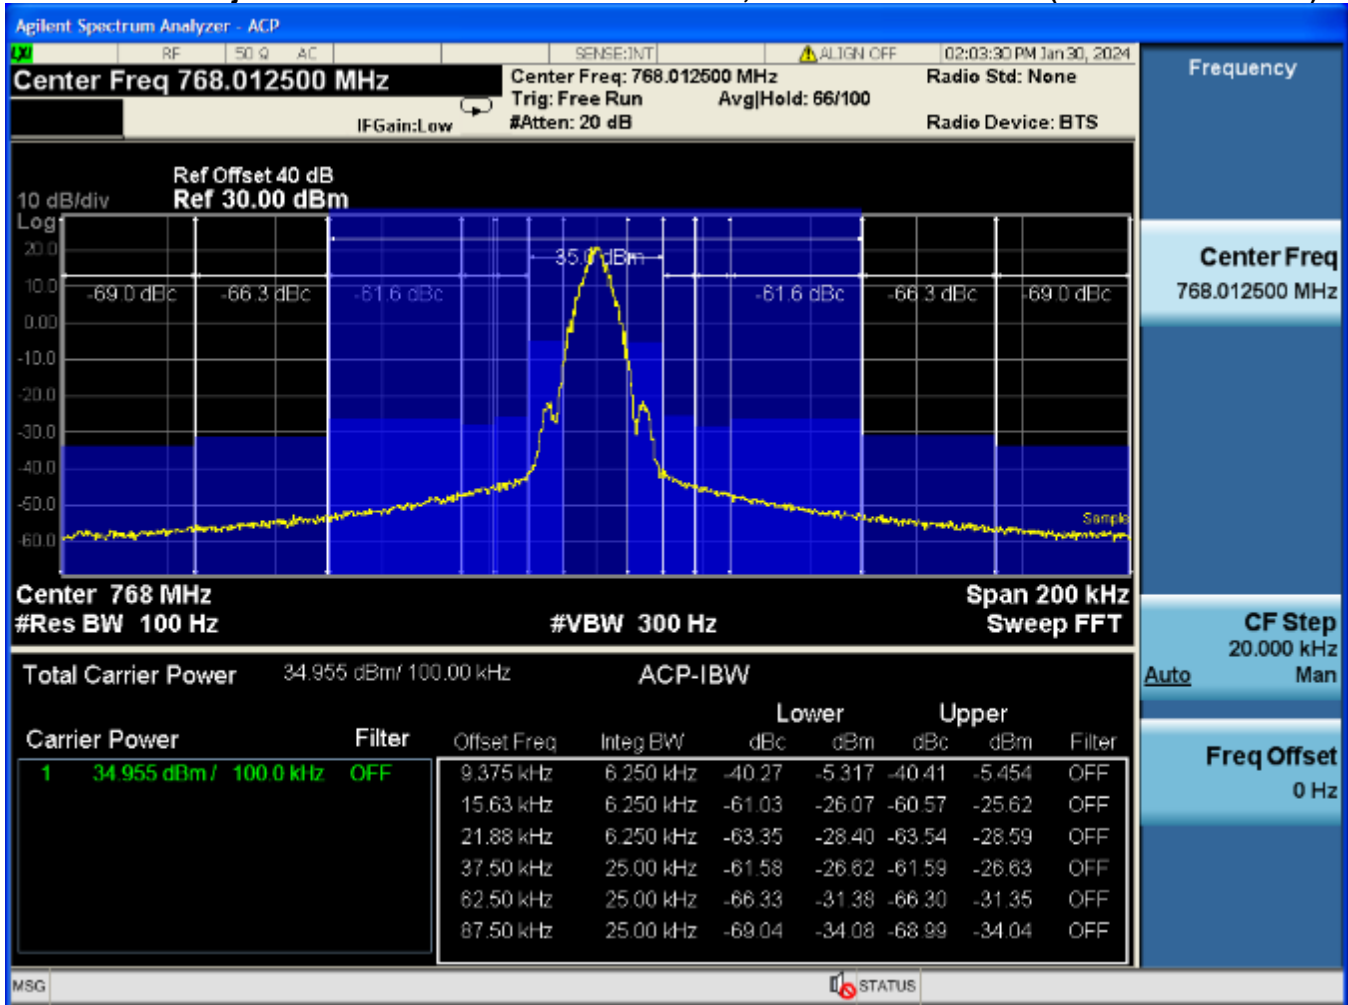 Agilent Spectrum Analyzer - ACP
LXI RF 50 Ω AC SENSE:INT ALIGN OFF 02:03:30 PM Jan 30, 2024
Center Freq 768.012500 MHz
Center Freq: 768.012500 MHz Radio Std: None
Trig: Free Run Avg|Hold: 66/100
IFGain:Low #Atten: 20 dB Radio Device: BTS
Frequency
Ref Offset 40 dB
10 dB/div Ref 30.00 dBm
Log
20.0
35.0 dBm
10.0 -69.0 dBc -66.3 dBc -61.6 dBc -61.6 dBc -66.3 dBc -69.0 dBc
0.00
-10.0
-20.0
-30.0
-40.0
-50.0
Sample
-60.0
Center 768 MHz Span 200 kHz
#Res BW 100 Hz #VBW 300 Hz Sweep FFT
Center Freq
768.012500 MHz
CF Step
20.000 kHz
Auto Man
Freq Offset
0 Hz
Total Carrier Power 34.955 dBm/ 100.00 kHz ACP-IBW
Lower Upper
Carrier Power Filter Offset Freq Integ BW dBc dBm dBc dBm Filter
1 34.955 dBm / 100.0 kHz OFF 9.375 kHz 6.250 kHz -40.27 -5.317 -40.41 -5.454 OFF
15.63 kHz 6.250 kHz -61.03 -26.07 -60.57 -25.62 OFF
21.88 kHz 6.250 kHz -63.35 -28.40 -63.54 -28.59 OFF
37.50 kHz 25.00 kHz -61.58 -26.62 -61.59 -26.63 OFF
62.50 kHz 25.00 kHz -66.33 -31.38 -66.30 -31.35 OFF
87.50 kHz 25.00 kHz -69.04 -34.08 -68.99 -34.04 OFF
MSG STATUS